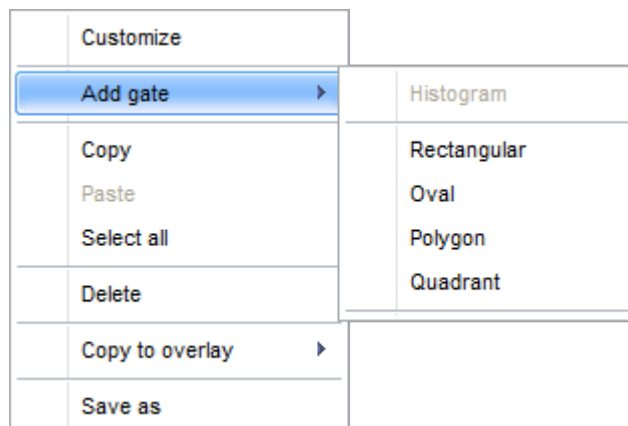 Customize
Add gate
Copy
Paste
Select all
Delete
Copy to overlay
Save as
Histogram
Rectangular
Oval
Polygon
Quadrant